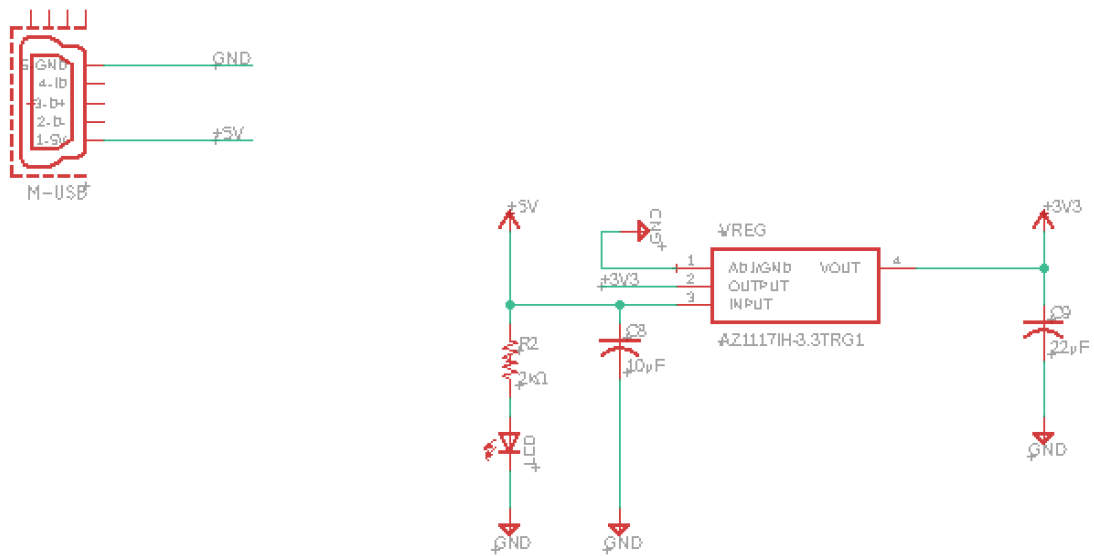 GND
5-GND
4-ID
3-D+
2-D-
1-5V
+5V
M-USB
+5V
GND
VREG
+3V3
1
ADJ/GND
VOUT
4
+3V3
2
OUTPUT
3
INPUT
C8
10µF
AZ1117IH-3.3TRG1
C9
22µF
R2
2kΩ
LED
GND
GND
GND